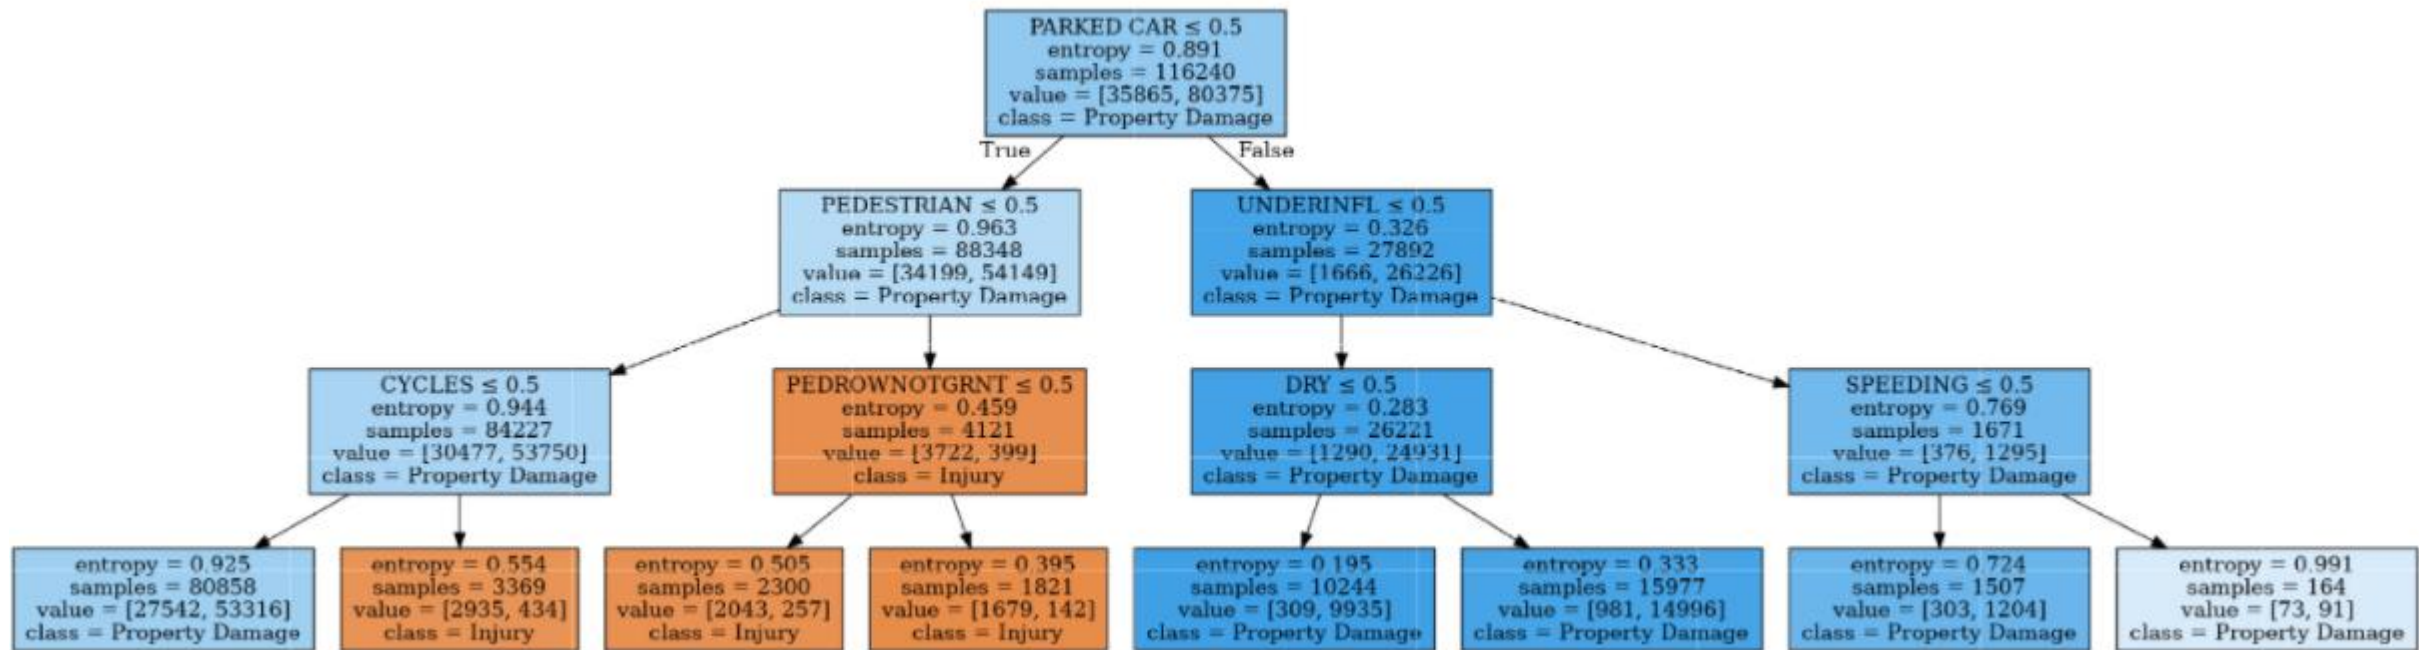 PARKED CAR ≤ 0.5
entropy = 0.891
samples = 116240
value = [35865, 80375]
class = Property Damage
True
False
PEDESTRIAN ≤ 0.5
entropy = 0.963
samples = 88348
value = [34199, 54149]
class = Property Damage
UNDERINFL ≤ 0.5
entropy = 0.326
samples = 27892
value = [1666, 26226]
class = Property Damage
CYCLES ≤ 0.5
entropy = 0.944
samples = 84227
value = [30477, 53750]
class = Property Damage
PEDROWNOTGRNT ≤ 0.5
entropy = 0.459
samples = 4121
value = [3722, 399]
class = Injury
DRY ≤ 0.5
entropy = 0.283
samples = 26221
value = [1290, 24931]
class = Property Damage
SPEEDING ≤ 0.5
entropy = 0.769
samples = 1671
value = [376, 1295]
class = Property Damage
entropy = 0.925
samples = 80858
value = [27542, 53316]
class = Property Damage
entropy = 0.554
samples = 3369
value = [2935, 434]
class = Injury
entropy = 0.505
samples = 2300
value = [2043, 257]
class = Injury
entropy = 0.395
samples = 1821
value = [1679, 142]
class = Injury
entropy = 0.195
samples = 10244
value = [309, 9935]
class = Property Damage
entropy = 0.333
samples = 15977
value = [981, 14996]
class = Property Damage
entropy = 0.724
samples = 1507
value = [303, 1204]
class = Property Damage
entropy = 0.991
samples = 164
value = [73, 91]
class = Property Damage